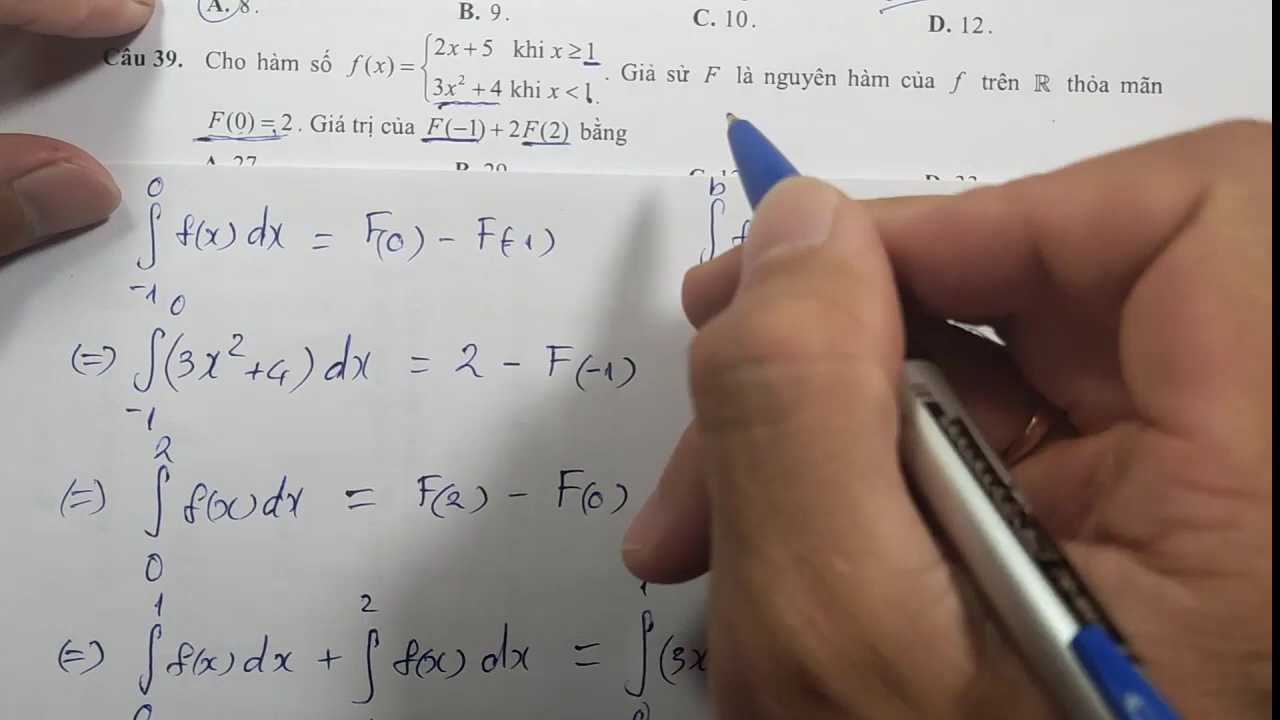 A. 8. B. 9. C. 10. D. 12.
Câu 39. Cho hàm số f(x) = { 2x + 5 khi x ≥ 1
3x² + 4 khi x < 1 . Giả sử F là nguyên hàm của f trên ℝ thỏa mãn
F(0) = 2. Giá trị của F(−1) + 2F(2) bằng
∫_{-1}^{0} f(x) dx = F(0) − F(-1)
(=) ∫_{-1}^{0} (3x² + 4) dx = 2 − F(-1)
(=) ∫_{0}^{2} f(x) dx = F(2) − F(0)
(=) ∫_{0}^{1} f(x) dx + ∫^{2} f(x) dx = ∫_{0}^{1} (3x